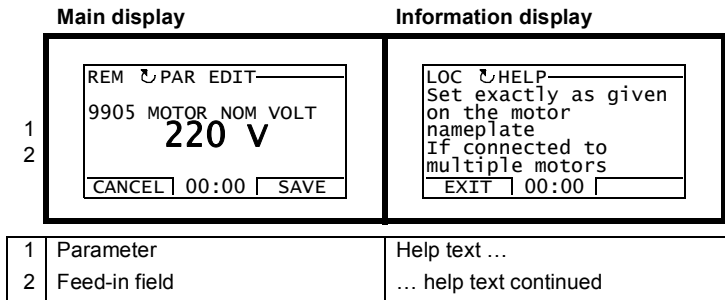 Main display Information display
REM ↻ PAR EDIT
9905 MOTOR NOM VOLT
220 V
CANCEL 00:00 SAVE
LOC ↻ HELP
Set exactly as given
on the motor
nameplate
If connected to
multiple motors
EXIT 00:00
1
2
1 Parameter Help text …
2 Feed-in field … help text continued